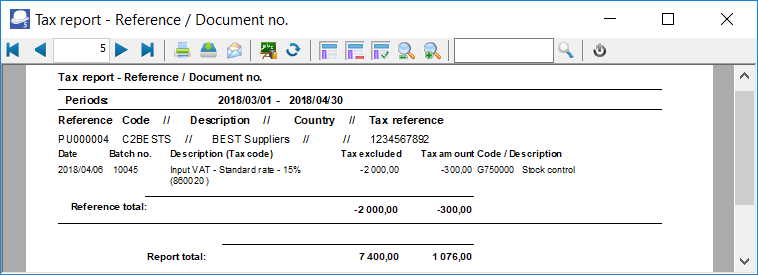 Tax report - Reference / Document no.
5
Tax report - Reference / Document no.
Periods: 2018/03/01 - 2018/04/30
Reference Code // Description // Country // Tax reference
PU000004 C2BESTS // BEST Suppliers // // 1234567892
Date Batch no. Description (Tax code) Tax excluded Tax amount Code / Description
2018/04/06 10045 Input VAT - Standard rate - 15% -2 000,00 -300,00 G750000 Stock control
(860020 )
Reference total: -2 000,00 -300,00
Report total: 7 400,00 1 076,00